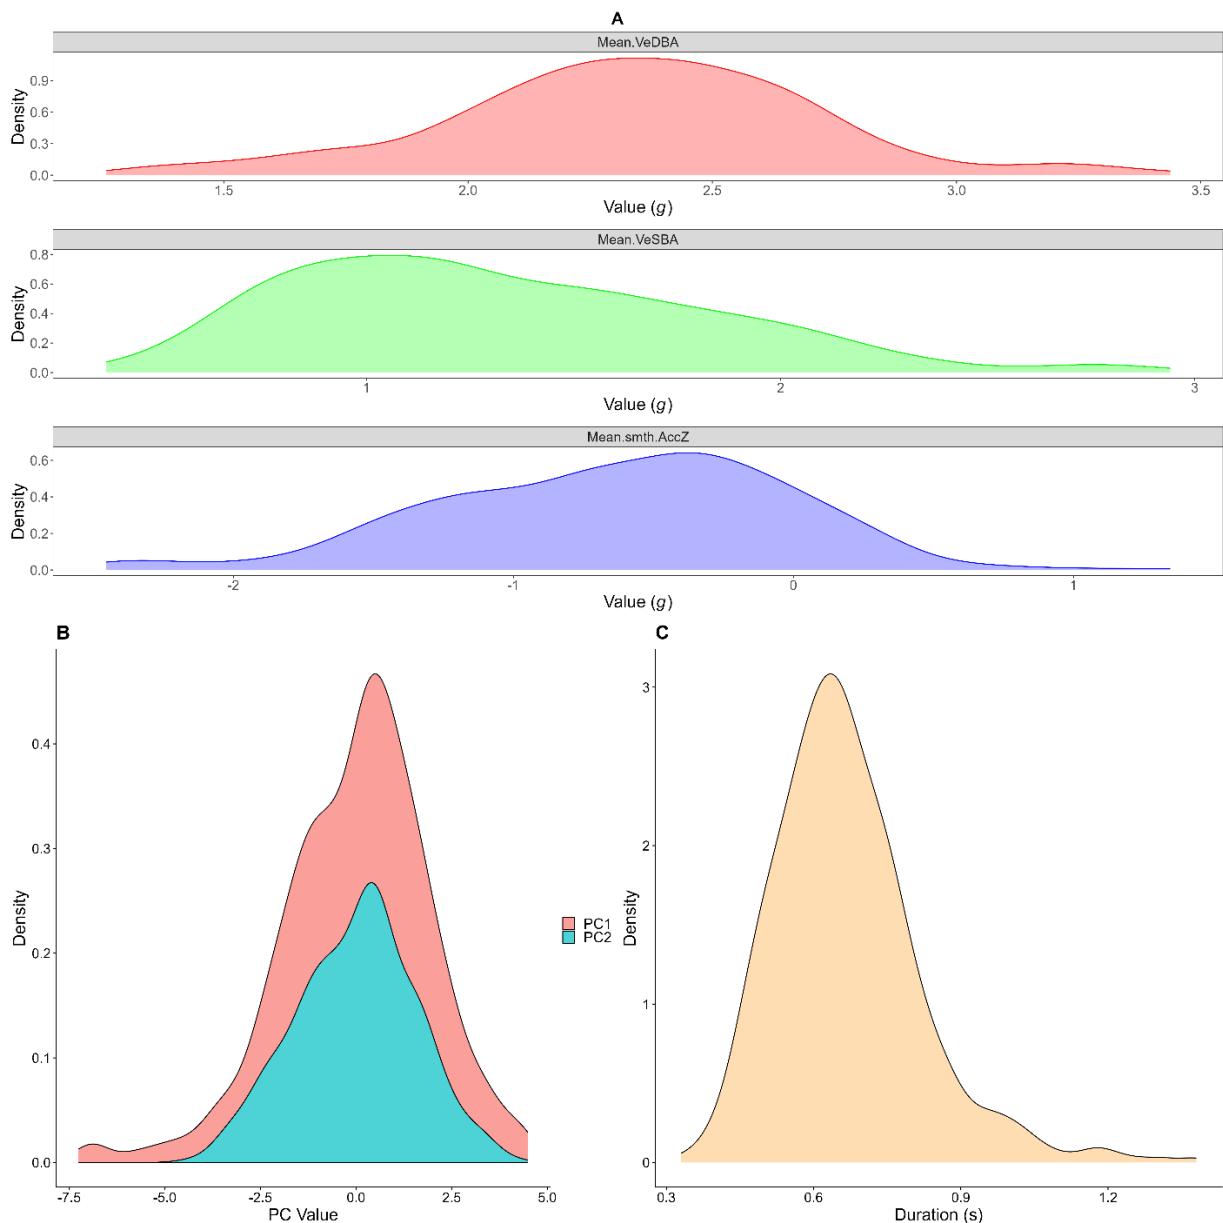 A
Mean.VeDBA
Density
0.9
0.6
0.3
0.0
1.5 2.0 2.5 3.0 3.5
Value (g)
Mean.VeSBA
Density
0.8
0.6
0.4
0.2
0.0
1 2 3
Value (g)
Mean.smth.AccZ
Density
0.6
0.4
0.2
0.0
-2 -1 0 1
Value (g)
B
Density
0.4
0.3
0.2
0.1
0.0
-7.5 -5.0 -2.5 0.0 2.5 5.0
PC Value
PC1
PC2
C
Density
3
2
1
0
0.3 0.6 0.9 1.2
Duration (s)